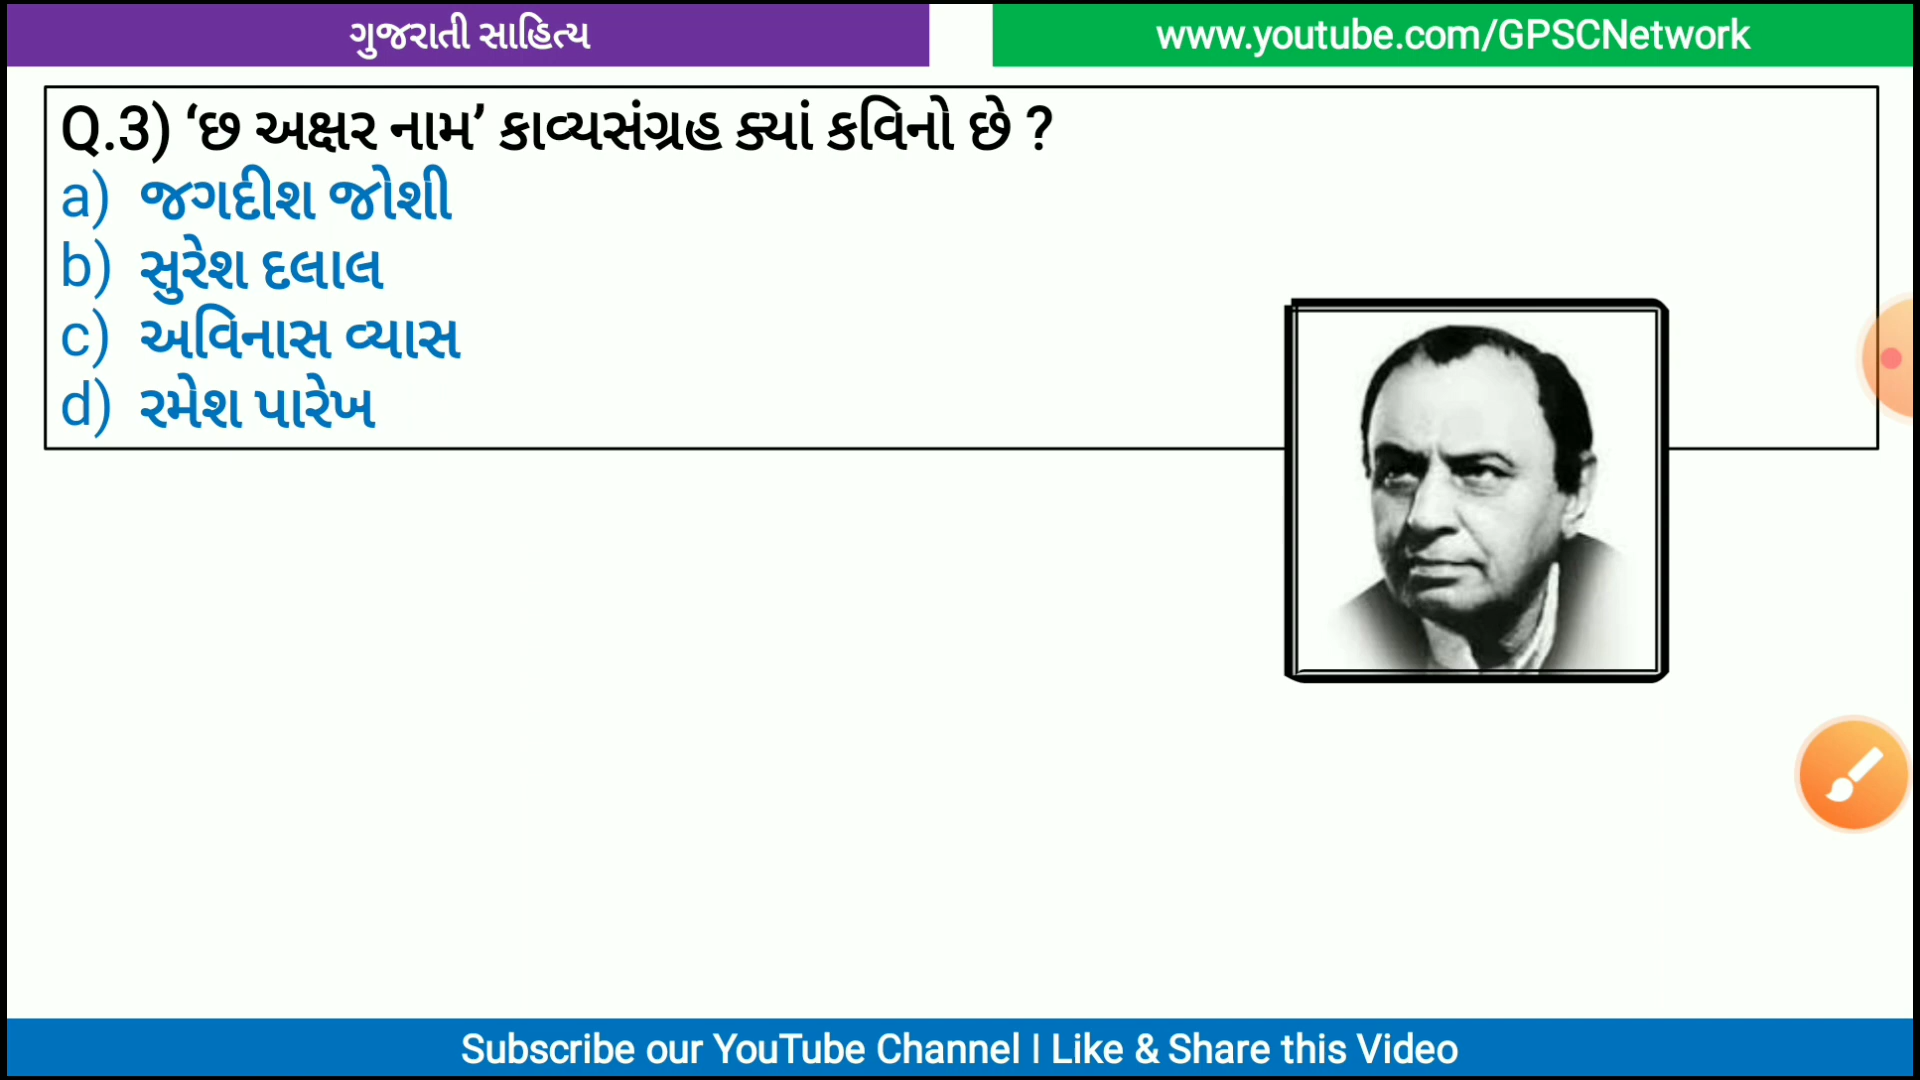 ગુજરાતી સાહિત્ય
www.youtube.com/GPSCNetwork
Q.3) ‘છ અક્ષર નામ’ કાવ્યસંગ્રહ ક્યાં કવિનો છે ?
a) જગદીશ જોશી
b) સુરેશ દલાલ
c) અવિનાસ વ્યાસ
d) રમેશ પારેખ
Subscribe our YouTube Channel | Like & Share this Video